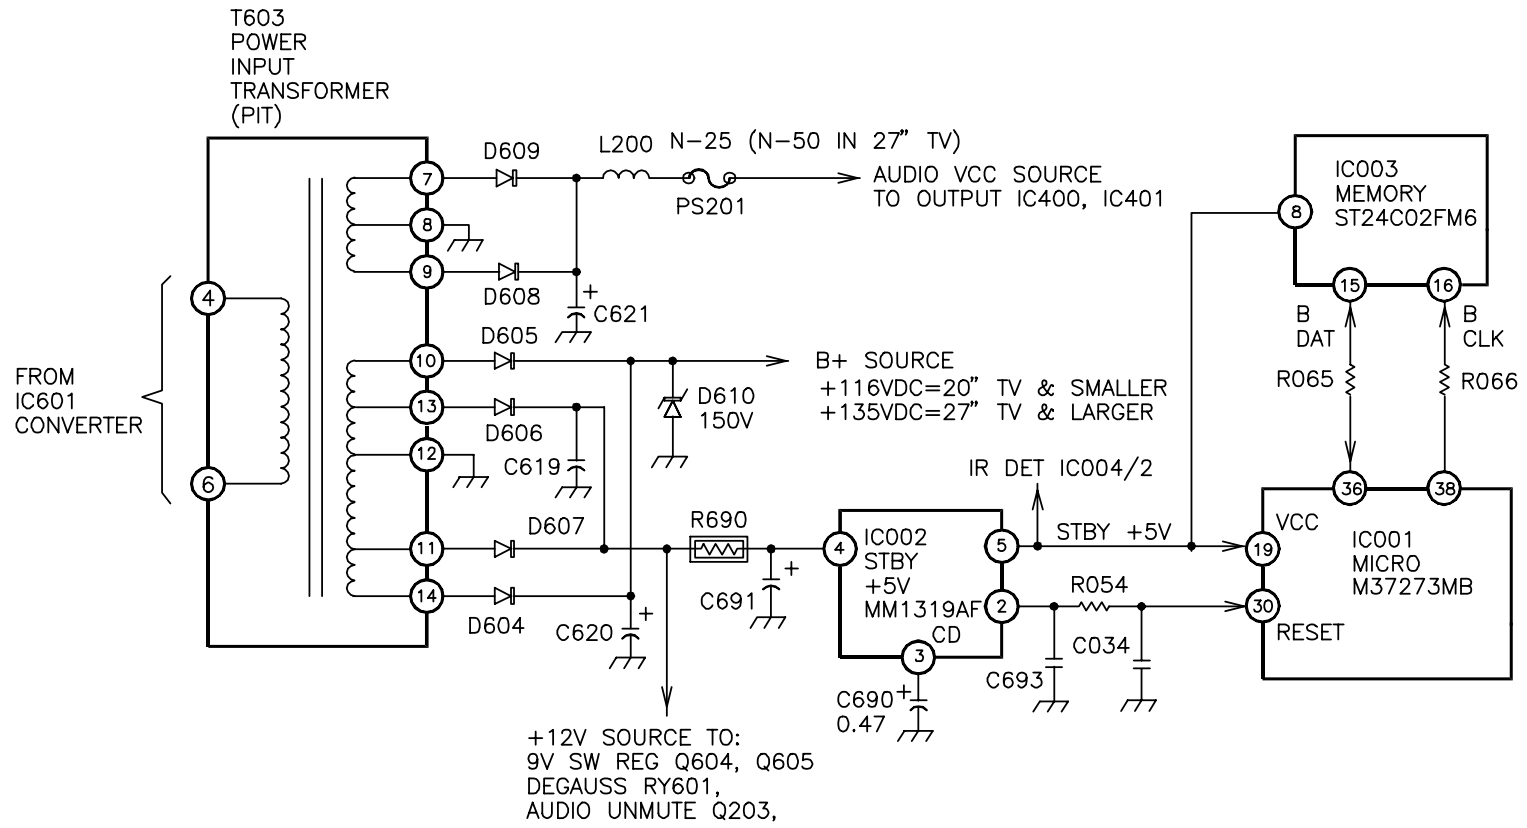 T603
POWER
INPUT
TRANSFORMER
(PIT)
D609
L200 N-25 (N-50 IN 27" TV)
7
AUDIO VCC SOURCE
TO OUTPUT IC400, IC401
PS201
8
9
D608
C621
IC003
MEMORY
ST24C02FM6
8
15
16
B
DAT
B
CLK
R065
R066
4
6
FROM
IC601
CONVERTER
D605
10
B+ SOURCE
+116VDC=20" TV & SMALLER
+135VDC=27" TV & LARGER
D610
150V
13
D606
12
C619
IR DET IC004/2
D607
11
R690
14
D604
C620
C691
4
IC002
STBY
+5V
MM1319AF
CD
5
2
3
STBY +5V
R054
C693
C034
C690
0.47
36
38
VCC
19
30
RESET
IC001
MICRO
M37273MB
+
+
+
+
+12V SOURCE TO:
9V SW REG Q604, Q605
DEGAUSS RY601,
AUDIO UNMUTE Q203,